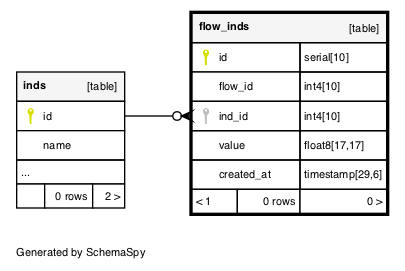 inds [table]
id
name
...
0 rows 2 >
flow_inds [table]
id serial[10]
flow_id int4[10]
ind_id int4[10]
value float8[17,17]
created_at timestamp[29,6]
< 1 0 rows 0 >
Generated by SchemaSpy